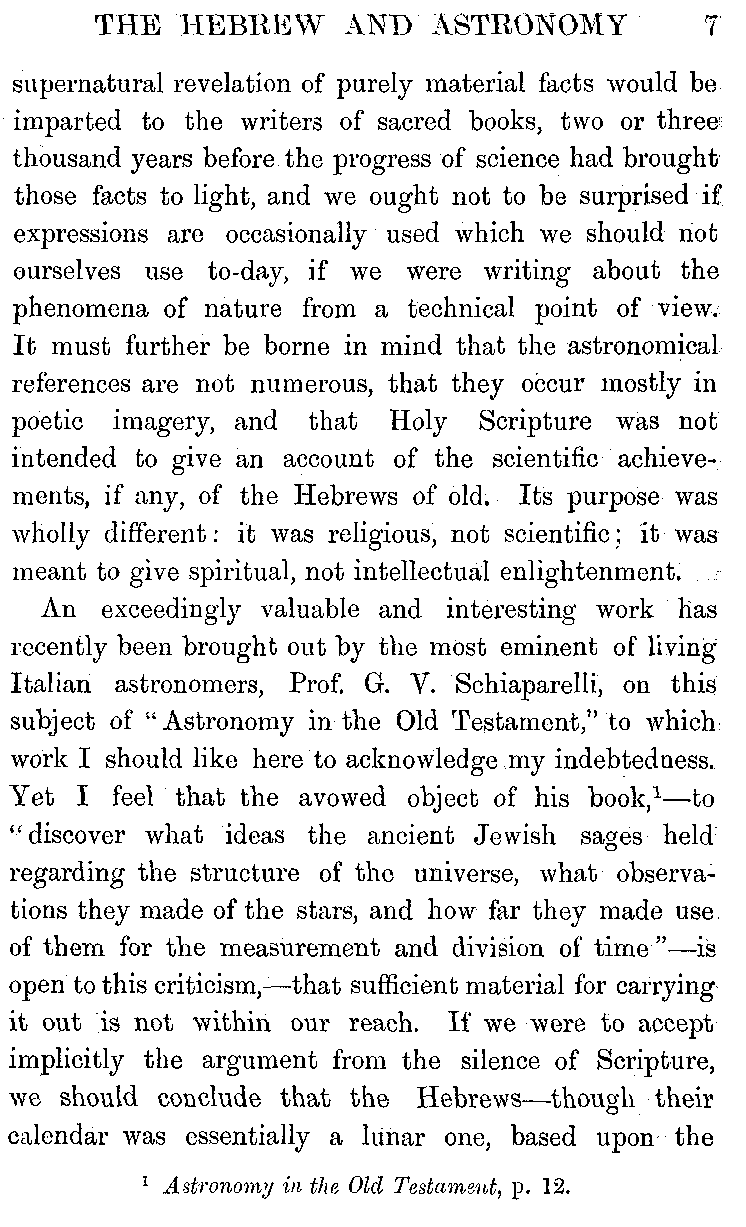 THE HEBREW AND ASTRONOMY 7
supernatural revelation of purely material facts would be
imparted to the writers of sacred books, two or three
thousand years before the progress of science had brought
those facts to light, and we ought not to be surprised if
expressions are occasionally used which we should not
ourselves use to-day, if we were writing about the
phenomena of nature from a technical point of view.
It must further be borne in mind that the astronomical
references are not numerous, that they occur mostly in
poetic imagery, and that Holy Scripture was not
intended to give an account of the scientific achieve-
ments, if any, of the Hebrews of old. Its purpose was
wholly different: it was religious, not scientific; it was
meant to give spiritual, not intellectual enlightenment.
An exceedingly valuable and interesting work has
recently been brought out by the most eminent of living
Italian astronomers, Prof. G. V. Schiaparelli, on this
subject of "Astronomy in the Old Testament," to which
work I should like here to acknowledge my indebtedness.
Yet I feel that the avowed object of his book,¹—to
"discover what ideas the ancient Jewish sages held
regarding the structure of the universe, what observa-
tions they made of the stars, and how far they made use
of them for the measurement and division of time"—is
open to this criticism,—that sufficient material for carrying
it out is not within our reach. If we were to accept
implicitly the argument from the silence of Scripture,
we should conclude that the Hebrews—though their
calendar was essentially a lunar one, based upon the
¹ Astronomy in the Old Testament, p. 12.